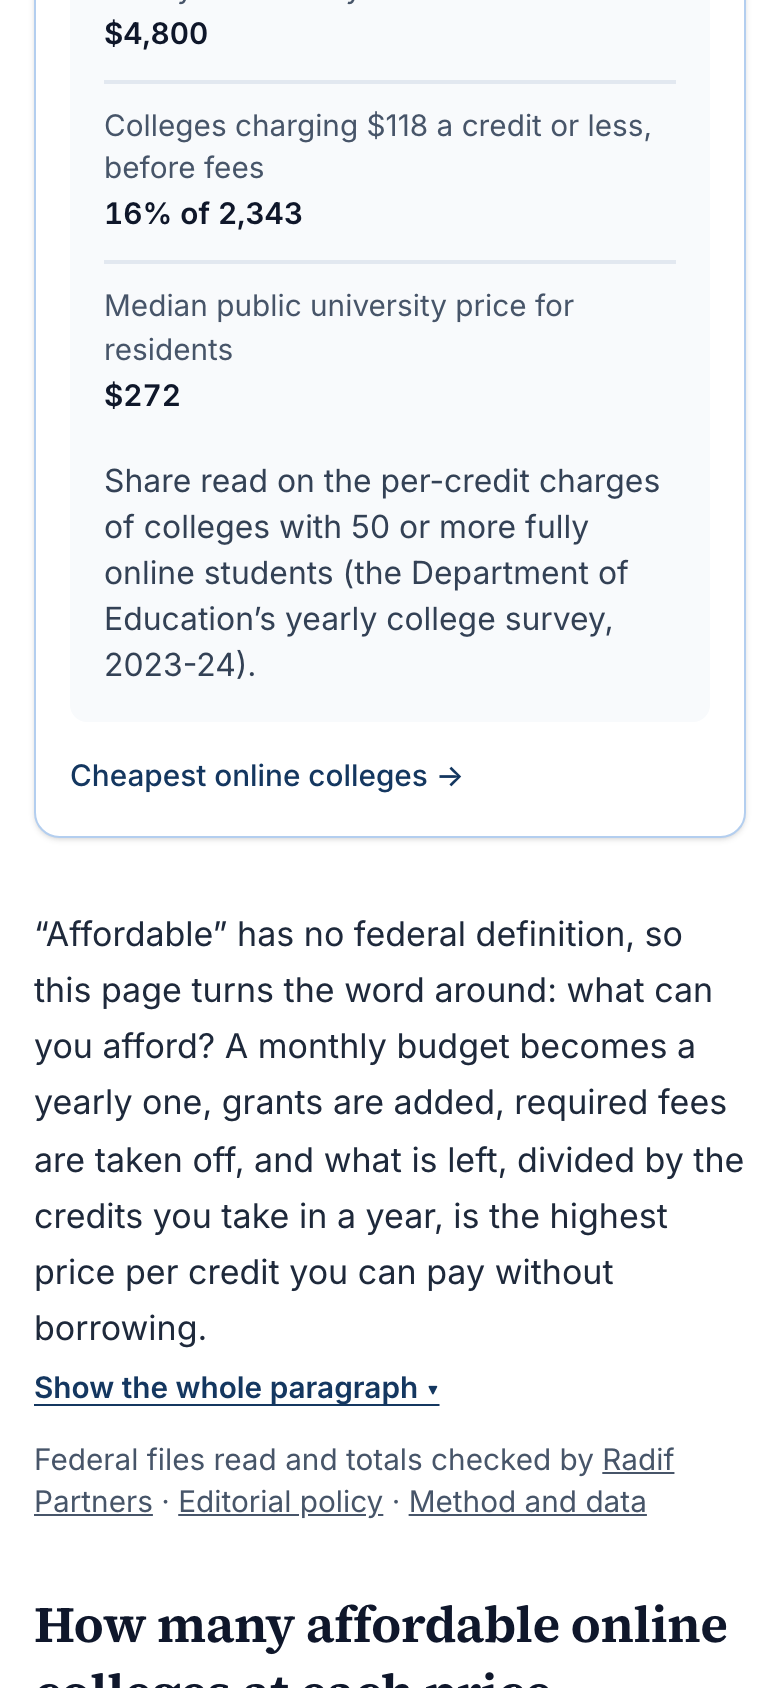 $4,800
Colleges charging $118 a credit or less,
before fees
16% of 2,343
Median public university price for
residents
$272
Share read on the per-credit charges
of colleges with 50 or more fully
online students (the Department of
Education’s yearly college survey,
2023-24).
Cheapest online colleges →
“Affordable” has no federal definition, so
this page turns the word around: what can
you afford? A monthly budget becomes a
yearly one, grants are added, required fees
are taken off, and what is left, divided by the
credits you take in a year, is the highest
price per credit you can pay without
borrowing.
Show the whole paragraph ▾
Federal files read and totals checked by Radif
Partners · Editorial policy · Method and data
How many affordable online
colleges at each price